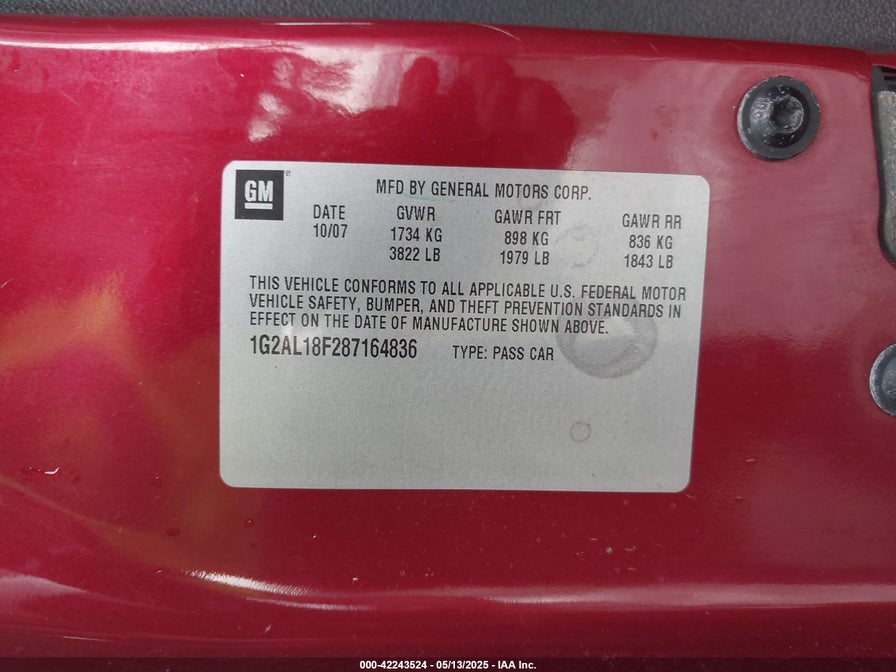 GM
MFD BY GENERAL MOTORS CORP.
DATE GVWR GAWR FRT GAWR RR
10/07 1734 KG 898 KG 836 KG
3822 LB 1979 LB 1843 LB
THIS VEHICLE CONFORMS TO ALL APPLICABLE U.S. FEDERAL MOTOR
VEHICLE SAFETY, BUMPER, AND THEFT PREVENTION STANDARDS IN
EFFECT ON THE DATE OF MANUFACTURE SHOWN ABOVE.
1G2AL18F287164836 TYPE: PASS CAR
000-42243524 - 05/13/2025 - IAA Inc.